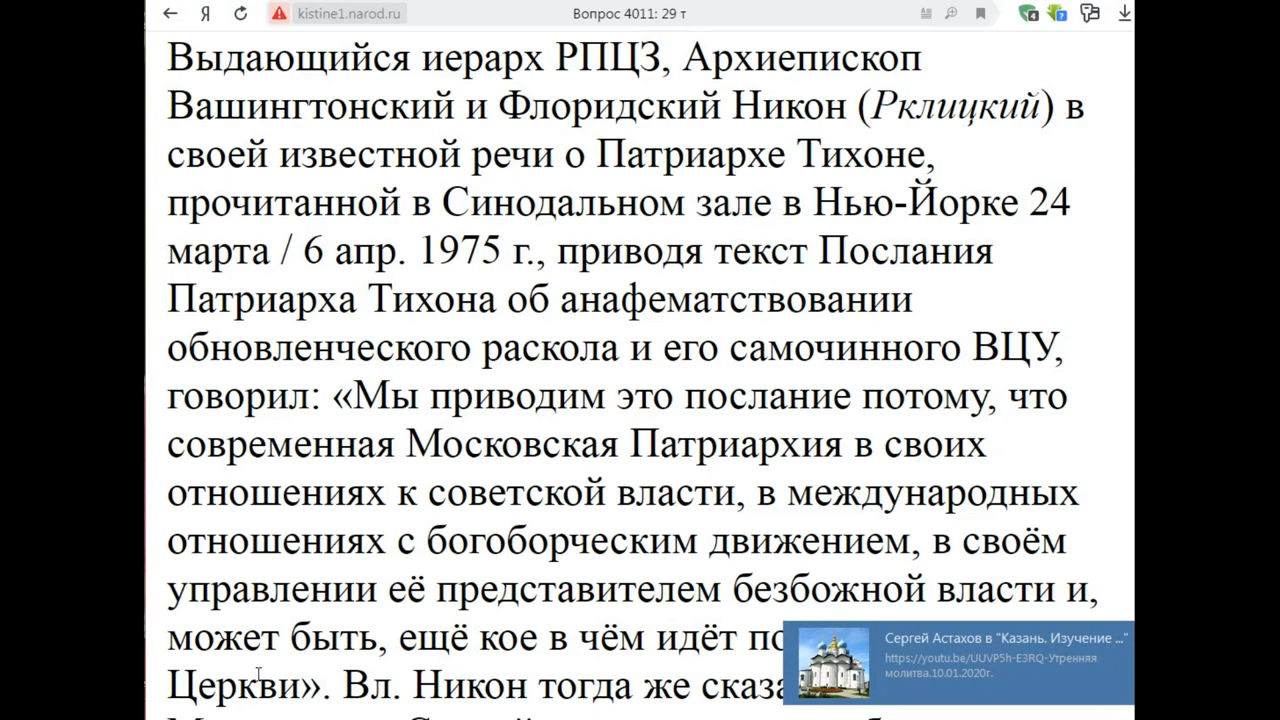 kistine1.narod.ru
Вопрос 4011: 29 т
Выдающийся иерарх РПЦЗ, Архиепископ
Вашингтонский и Флоридский Никон (Рклицкий) в
своей известной речи о Патриархе Тихоне,
прочитанной в Синодальном зале в Нью-Йорке 24
марта / 6 апр. 1975 г., приводя текст Послания
Патриарха Тихона об анафематствовании
обновленческого раскола и его самочинного ВЦУ,
говорил: «Мы приводим это послание потому, что
современная Московская Патриархия в своих
отношениях к советской власти, в международных
отношениях с богоборческим движением, в своём
управлении её представителем безбожной власти и,
может быть, ещё кое в чём идёт по
Церкви». Вл. Никон тогда же сказа
Сергей Астахов в "Казань. Изучение ..."
https://youtu.be/UUVP5h-E3RQ-Утренняя
молитва.10.01.2020г.